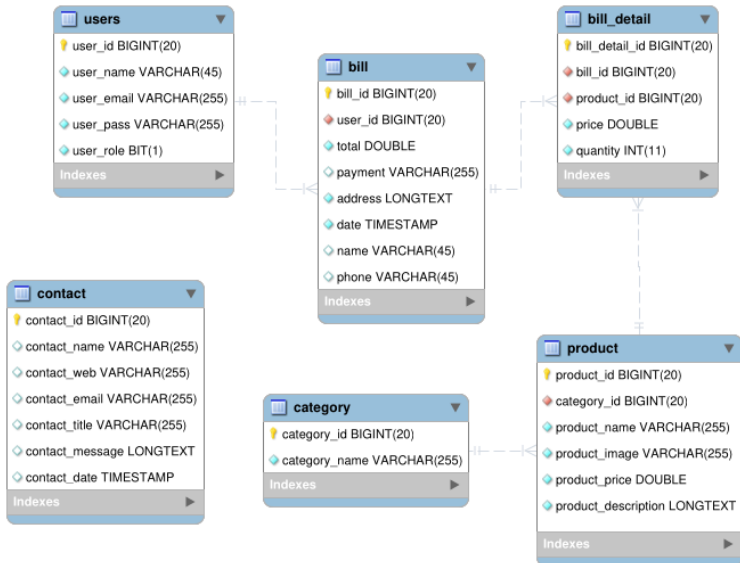 users
user_id BIGINT(20)
user_name VARCHAR(45)
user_email VARCHAR(255)
user_pass VARCHAR(255)
user_role BIT(1)
Indexes
bill
bill_id BIGINT(20)
user_id BIGINT(20)
total DOUBLE
payment VARCHAR(255)
address LONGTEXT
date TIMESTAMP
name VARCHAR(45)
phone VARCHAR(45)
Indexes
bill_detail
bill_detail_id BIGINT(20)
bill_id BIGINT(20)
product_id BIGINT(20)
price DOUBLE
quantity INT(11)
Indexes
contact
contact_id BIGINT(20)
contact_name VARCHAR(255)
contact_web VARCHAR(255)
contact_email VARCHAR(255)
contact_title VARCHAR(255)
contact_message LONGTEXT
contact_date TIMESTAMP
Indexes
category
category_id BIGINT(20)
category_name VARCHAR(255)
Indexes
product
product_id BIGINT(20)
category_id BIGINT(20)
product_name VARCHAR(255)
product_image VARCHAR(255)
product_price DOUBLE
product_description LONGTEXT
Indexes